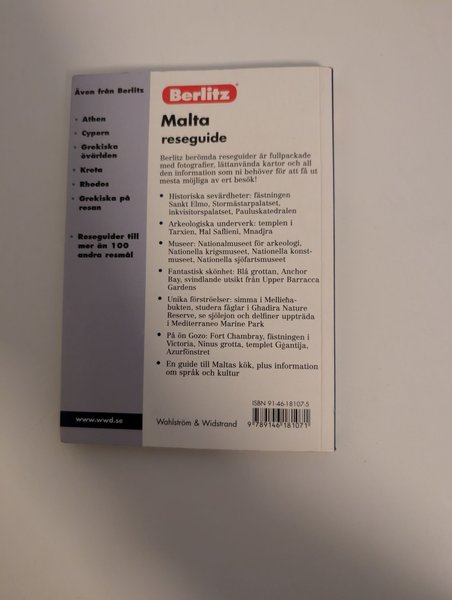 Även från Berlitz
• Athen
• Cypern
• Grekiska
övärlden
• Kreta
• Rhodos
• Grekiska på
resan
• Reseguider till
mer än 100
andra resmål
www.wwd.se
Berlitz®
Malta
reseguide
Berlitz berömda reseguider är fullpackade
med fotografier, lättanvända kartor och all
den information som ni behöver för att få ut
mesta möjliga av ert besök!
• Historiska sevärdheter: fästningen
Sankt Elmo, Stormästarpalatset,
inkvisitorspalatset, Pauluskatedralen
• Arkeologiska underverk: templen i
Tarxien, Hal Saflieni, Mnadjra
• Museer: Nationalmuseet för arkeologi,
Nationella krigsmuseet, Nationella konst-
museet, Nationella sjöfartsmuseet
• Fantastisk skönhet: Blå grottan, Anchor
Bay, svindlande utsikt från Upper Barracca
Gardens
• Unika förströelser: simma i Mellieha-
bukten, studera fåglar i Ghadira Nature
Reserve, se sjölejon och delfiner uppträda
i Mediterraneo Marine Park
• På ön Gozo: Fort Chambray, fästningen i
Victoria, Ninus grotta, templet Ggantija,
Azurfönstret
• En guide till Maltas kök, plus information
om språk och kultur
Wahlström & Widstrand
ISBN 91-46-18107-5
9 789146 181071